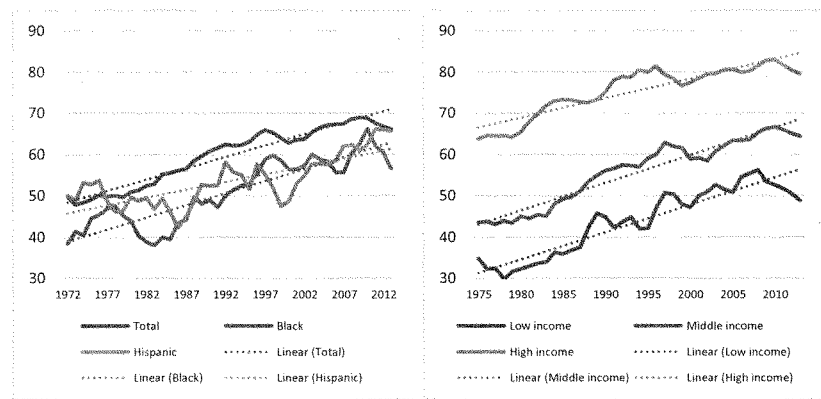 90
80
70
60
50
40
30
1972 1977 1982 1987 1992 1997 2002 2007 2012
Total Black
Hispanic Linear (Total)
Linear (Black) Linear (Hispanic)
90
80
70
60
50
40
30
1975 1980 1985 1990 1995 2000 2005 2010
Low income Middle income
High income Linear (Low income)
Linear (Middle income) Linear (High income)